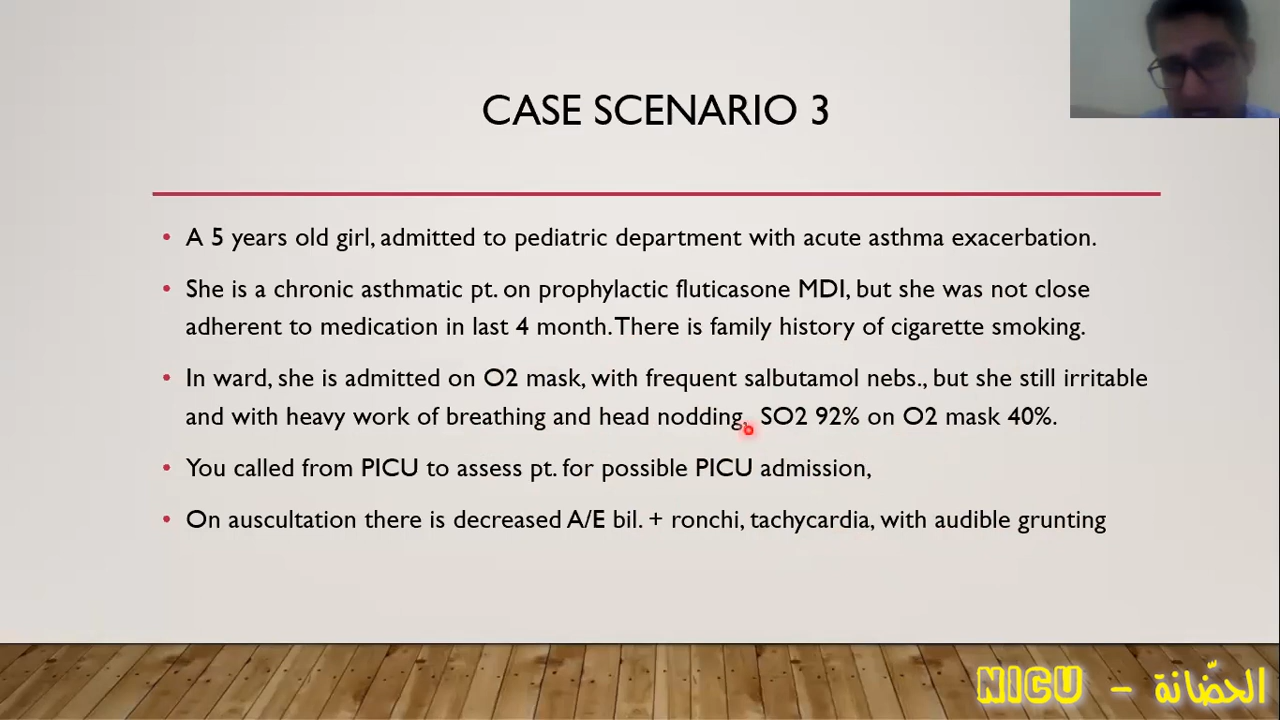 CASE SCENARIO 3
• A 5 years old girl, admitted to pediatric department with acute asthma exacerbation.
• She is a chronic asthmatic pt. on prophylactic fluticasone MDI, but she was not close
adherent to medication in last 4 month. There is family history of cigarette smoking.
• In ward, she is admitted on O2 mask, with frequent salbutamol nebs., but she still irritable
and with heavy work of breathing and head nodding, SO2 92% on O2 mask 40%.
• You called from PICU to assess pt. for possible PICU admission,
• On auscultation there is decreased A/E bil. + ronchi, tachycardia, with audible grunting
NICU - الحضّانة